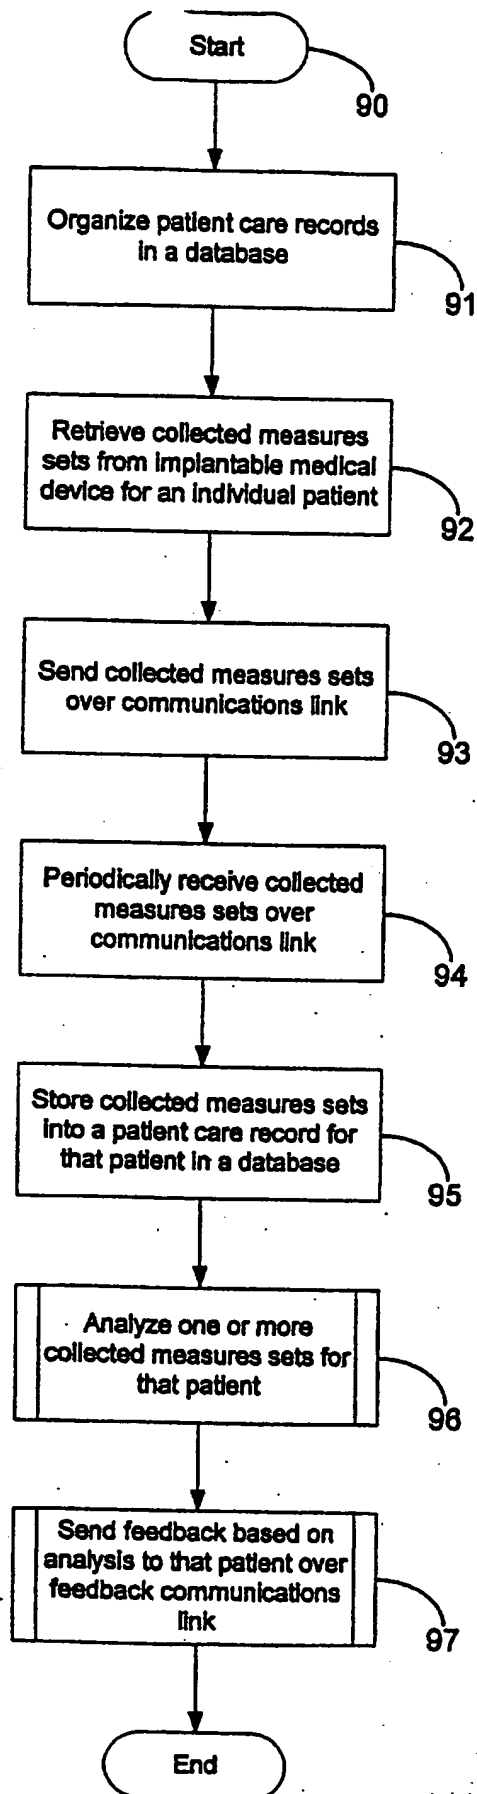 Start
90
Organize patient care records
in a database
91
Retrieve collected measures
sets from implantable medical
device for an individual patient
92
Send collected measures sets
over communications link
93
Periodically receive collected
measures sets over
communications link
94
Store collected measures sets
into a patient care record for
that patient in a database
95
Analyze one or more
collected measures sets for
that patient
96
Send feedback based on
analysis to that patient over
feedback communications
link
97
End